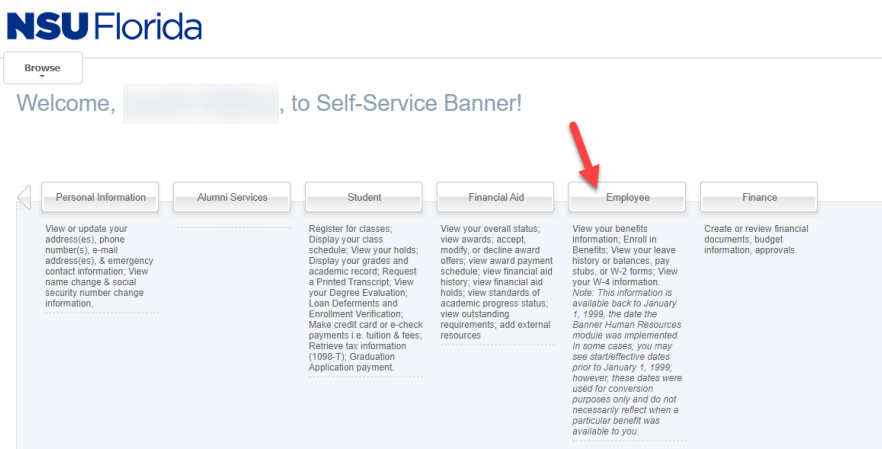 NSU Florida
Browse
Welcome, , to Self-Service Banner!
Personal Information
Alumni Services
Student
Financial Aid
Employee
Finance
View or update your
address(es), phone
number(s), e-mail
address(es), & emergency
contact information; View
name change & social
security number change
information.
Register for classes;
Display your class
schedule; View your holds;
Display your grades and
academic record; Request
a Printed Transcript; View
your Degree Evaluation;
Loan Deferments and
Enrollment Verification;
Make credit card or e-check
payments i.e. tuition & fees;
Retrieve tax information
(1098-T); Graduation
Application payment.
View your overall status;
view awards; accept,
modify, or decline award
offers; view award payment
schedule; view financial aid
history; view financial aid
holds; view standards of
academic progress status;
view outstanding
requirements; add external
resources
View your benefits
information; Enroll in
Benefits; View your leave
history or balances, pay
stubs, or W-2 forms; View
your W-4 information.
Note: This information is
available back to January
1, 1999, the date the
Banner Human Resources
module was implemented.
In some cases, you may
see start/effective dates
prior to January 1, 1999;
however, these dates were
used for conversion
purposes only and do not
necessarily reflect when a
particular benefit was
available to you.
Create or review financial
documents, budget
information, approvals.